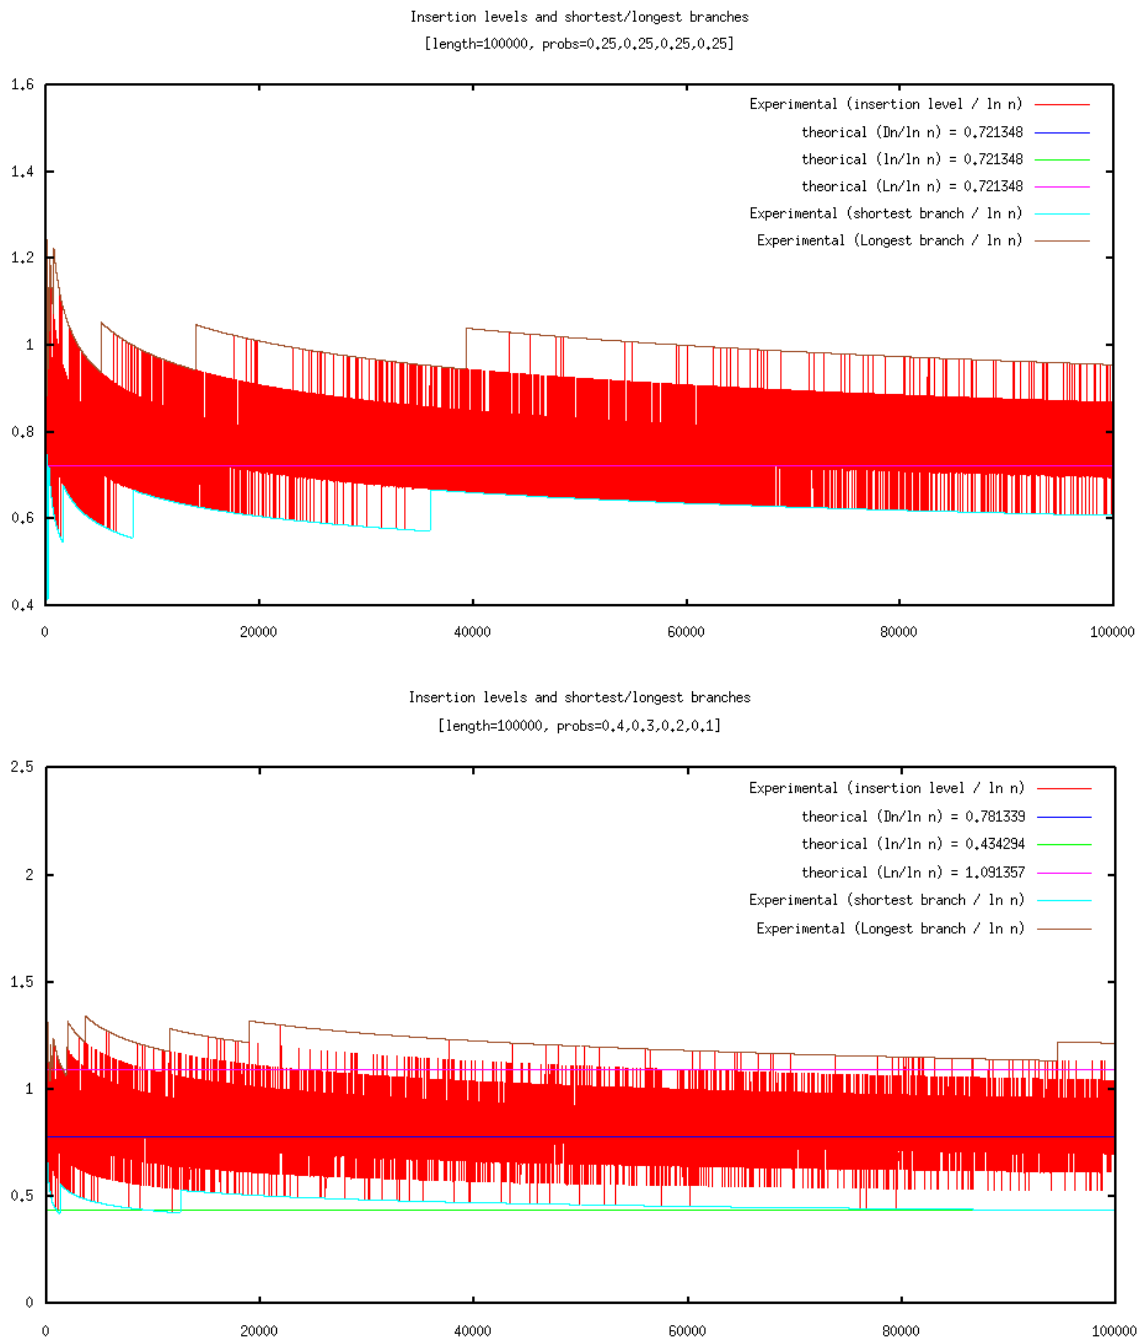 Insertion levels and shortest/longest branches
[length=100000, probs=0.25,0.25,0.25,0.25]
1.6
1.4
1.2
1
0.8
0.6
0.4
Experimental (insertion level / ln n)
theorical (Dn/ln n) = 0.721348
theorical (ln/ln n) = 0.721348
theorical (Ln/ln n) = 0.721348
Experimental (shortest branch / ln n)
Experimental (Longest branch / ln n)
0 20000 40000 60000 80000 100000
Insertion levels and shortest/longest branches
[length=100000, probs=0.4,0.3,0.2,0.1]
2.5
2
1.5
1
0.5
0
Experimental (insertion level / ln n)
theorical (Dn/ln n) = 0.781339
theorical (ln/ln n) = 0.434294
theorical (Ln/ln n) = 1.091357
Experimental (shortest branch / ln n)
Experimental (Longest branch / ln n)
0 20000 40000 60000 80000 100000